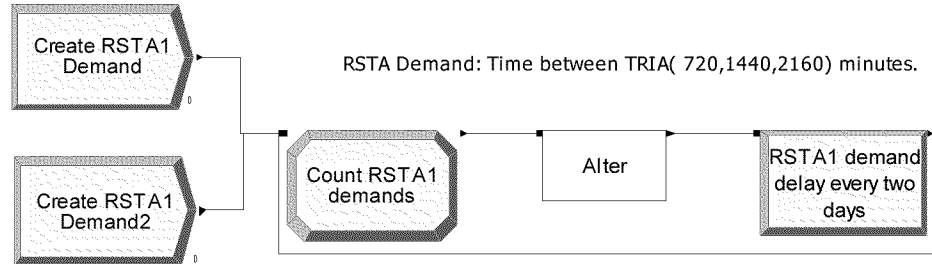 Create RSTA1
Demand
0
RSTA Demand: Time between TRIA( 720,1440,2160) minutes.
Create RSTA1
Demand2
0
Count RSTA1
demands
Alter
RSTA1 demand
delay every two
days